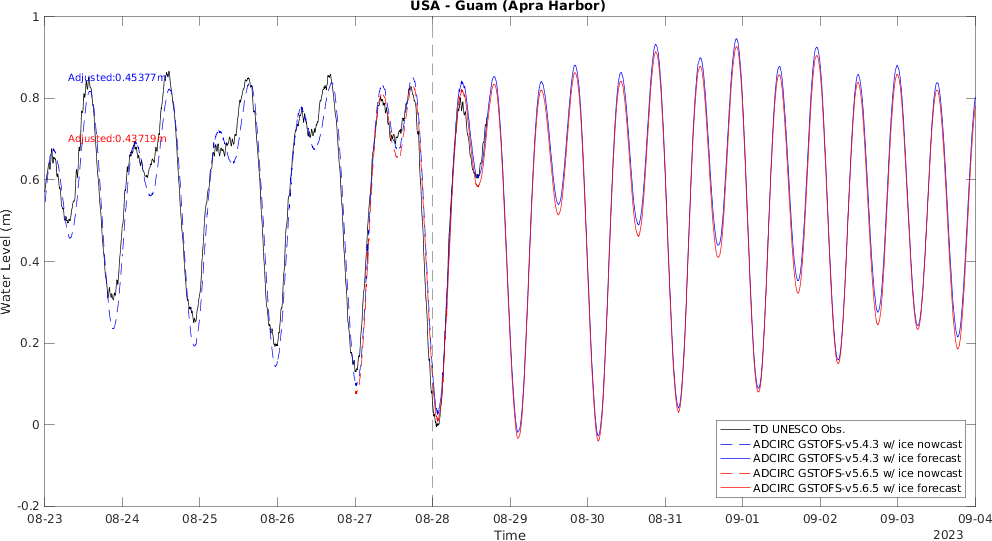 USA - Guam (Apra Harbor)
1
0.8
0.6
0.4
0.2
0
-0.2
Water Level (m)
Adjusted:0.45377m
Adjusted:0.43719m
TD UNESCO Obs.
ADCIRC GSTOFS-v5.4.3 w/ ice nowcast
ADCIRC GSTOFS-v5.4.3 w/ ice forecast
ADCIRC GSTOFS-v5.6.5 w/ ice nowcast
ADCIRC GSTOFS-v5.6.5 w/ ice forecast
08-23 08-24 08-25 08-26 08-27 08-28 08-29 08-30 08-31 09-01 09-02 09-03 09-04
Time
2023